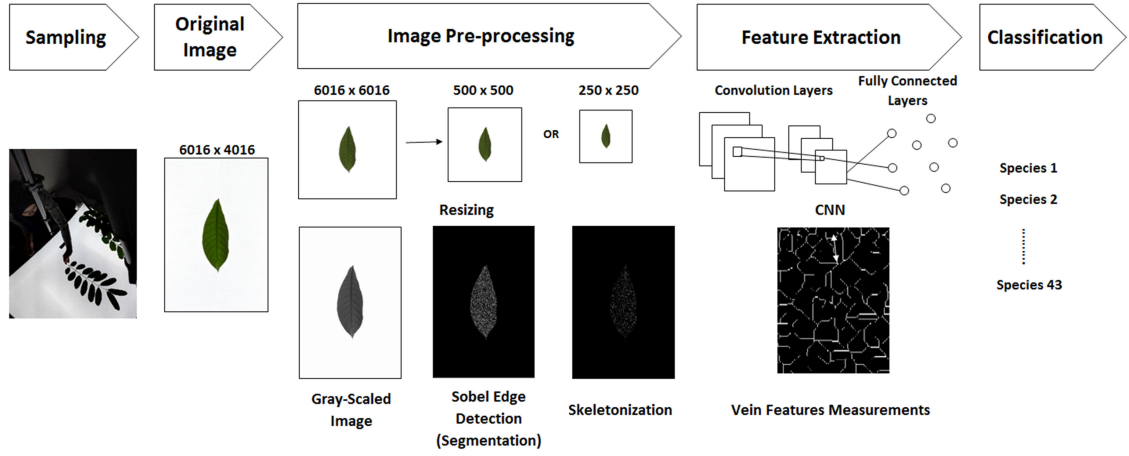 Sampling
Original
Image
Image Pre-processing
Feature Extraction
Classification
6016 x 4016
6016 x 6016
500 x 500
250 x 250
OR
Resizing
Convolution Layers
Fully Connected
Layers
CNN
Species 1
Species 2
Species 43
Gray-Scaled
Image
Sobel Edge
Detection
(Segmentation)
Skeletonization
Vein Features Measurements